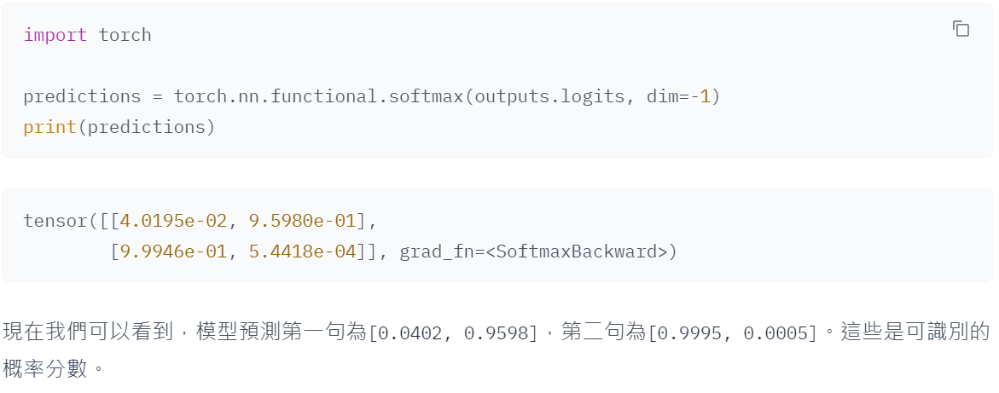 import torch
predictions = torch.nn.functional.softmax(outputs.logits, dim=-1)
print(predictions)
tensor([[4.0195e-02, 9.5980e-01],
        [9.9946e-01, 5.4418e-04]], grad_fn=<SoftmaxBackward>)
現在我們可以看到，模型預測第一句為[0.0402, 0.9598]，第二句為[0.9995, 0.0005]。這些是可識別的
概率分數。